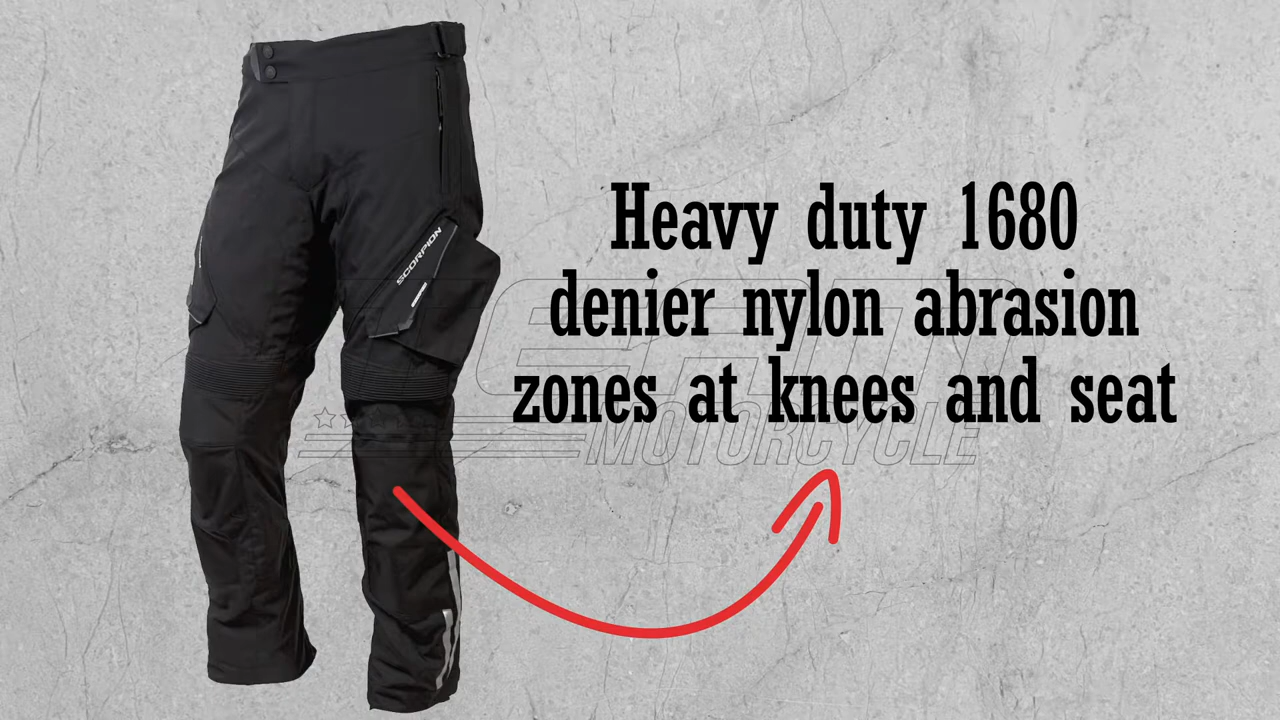 SCORPION
Heavy duty 1680
denier nylon abrasion
zones at knees and seat
MOTORCYCLE